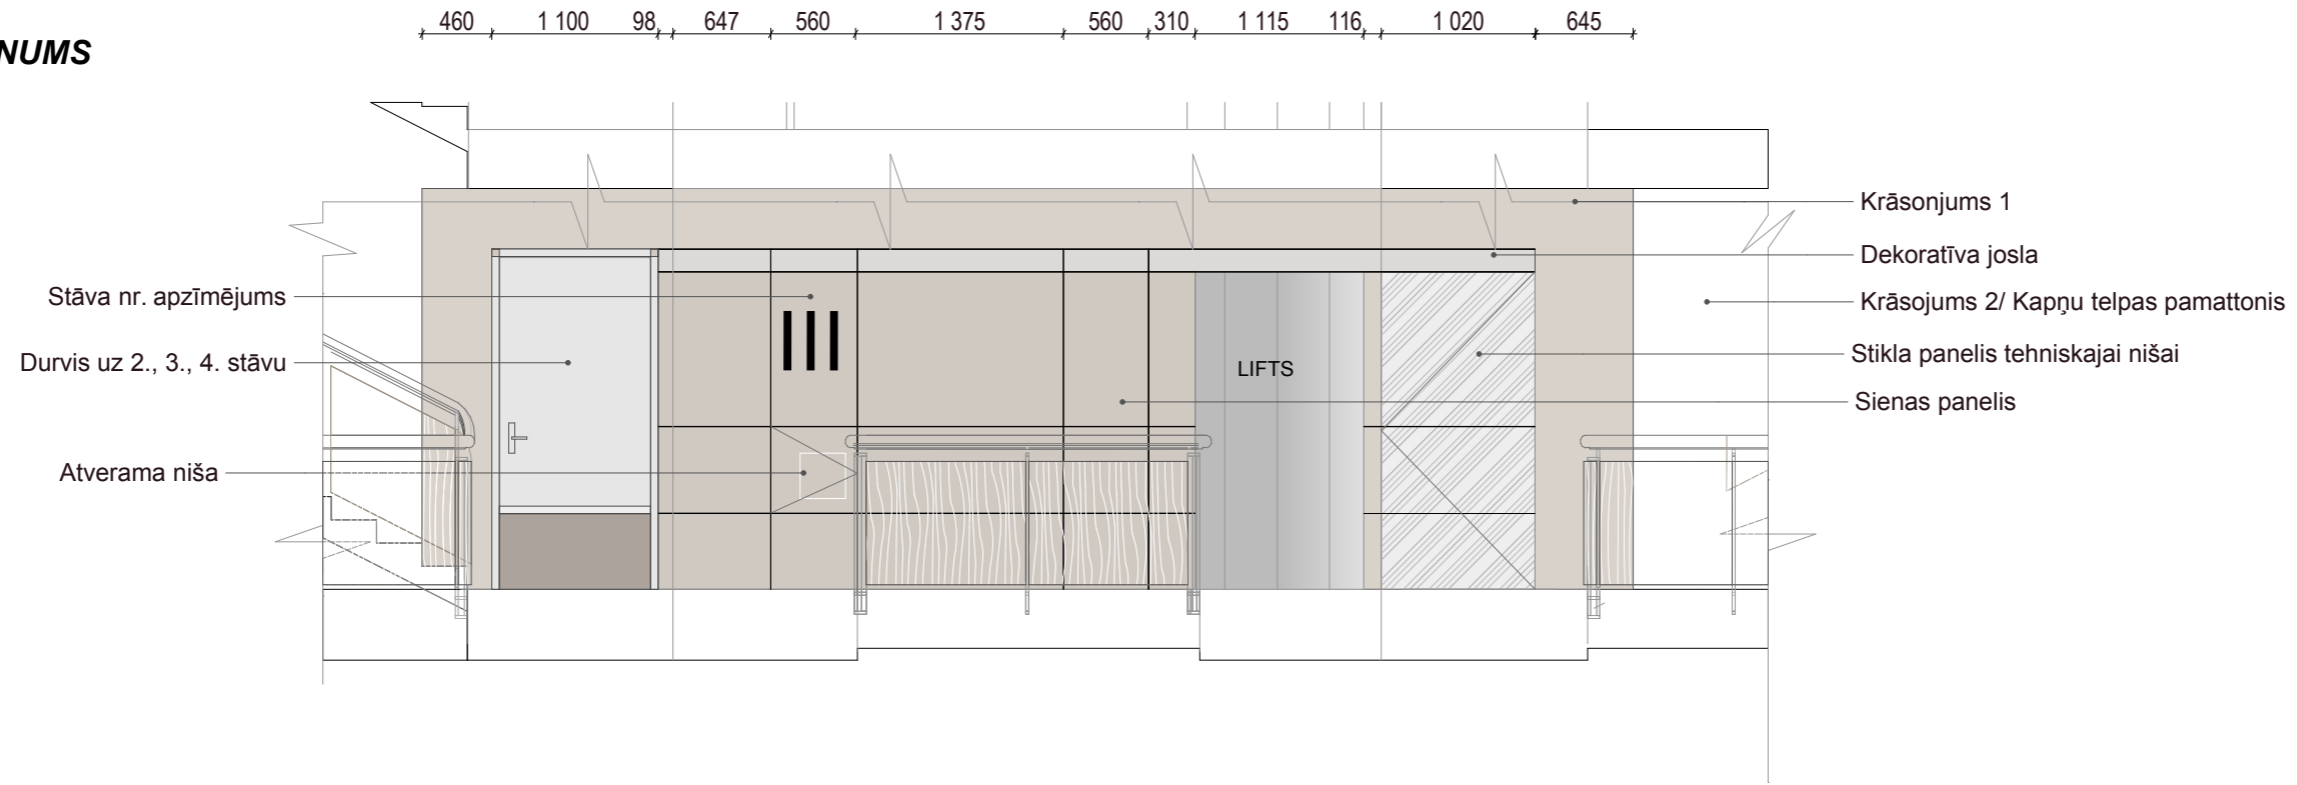 460 1 100 98 647 560 1 375 560 310 1 115 116 1 020 645
NUMS
Krāsonjums 1
Dekoratīva josla
Stāva nr. apzīmējums
Krāsojums 2/ Kapņu telpas pamattonis
III
Stikla panelis tehniskajai nišai
Durvis uz 2., 3., 4. stāvu
LIFTS
Sienas panelis
Atverama niša